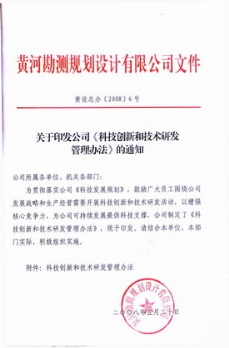 黄河勘测规划设计有限公司文件
黄设总办〔2008〕6号
关于印发公司《科技创新和技术研发
管理办法》的通知
公司所属各单位、机关各部门：
为贯彻落实公司《科技发展规划》，鼓励广大员工围绕公司
发展战略和生产经营需要开展科技创新和技术研发活动，以增强
核心竞争力，为公司可持续发展提供科技支撑，公司制定了《科
技创新和技术研发管理办法》，现予印发，请结合本单位、本部
门实际，积极组织实施。
附件：科技创新和技术研发管理办法
二〇〇八年五月二十日